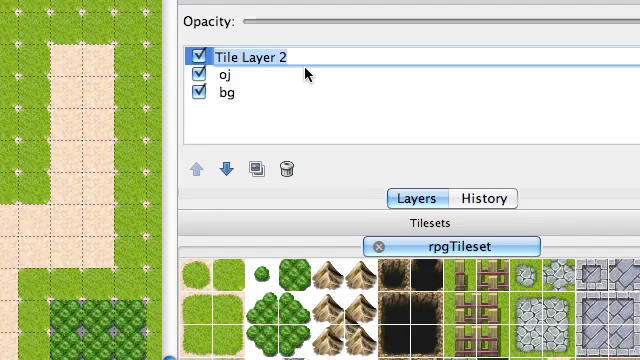 Opacity:
Tile Layer 2
oj
bg
Layers
History
Tilesets
rpgTileset